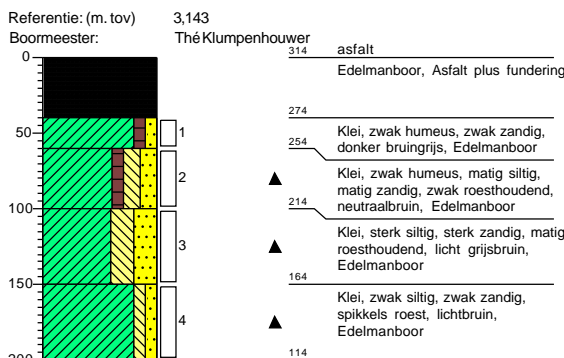 Referentie: (m. tov) 3,143
Boormeester: Thé Klumpenhouwer
0
50
100
150
200
1
2
3
4
314 asfalt
Edelmanboor, Asfalt plus fundering
274
Klei, zwak humeus, zwak zandig,
254 donker bruingrijs, Edelmanboor
Klei, zwak humeus, matig siltig,
matig zandig, zwak roesthoudend,
214 neutraalbruin, Edelmanboor
Klei, sterk siltig, sterk zandig, matig
roesthoudend, licht grijsbruin,
Edelmanboor
164
Klei, zwak siltig, zwak zandig,
spikkels roest, lichtbruin,
Edelmanboor
114